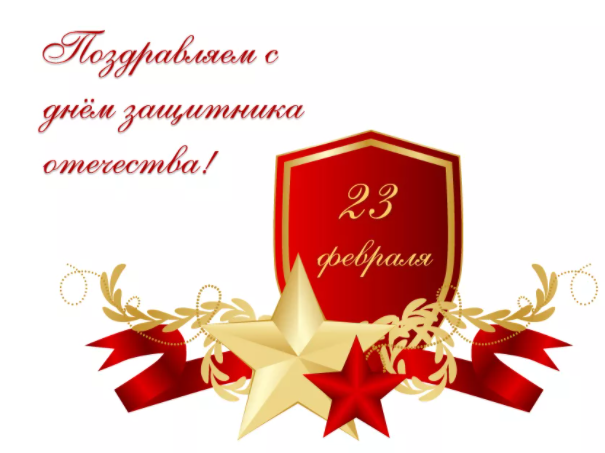 Поздравляем с
днём защитника
отечества!
23
февраля